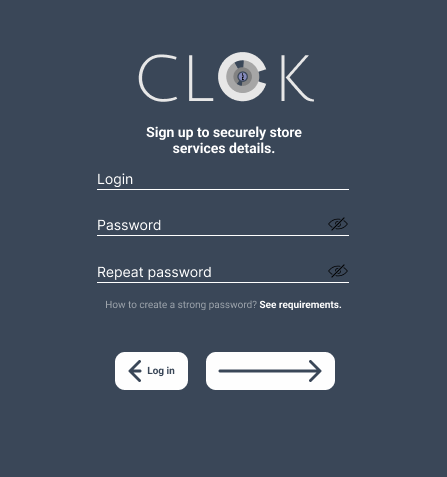 CLCK
Sign up to securely store
services details.
Login
Password
Repeat password
How to create a strong password? See requirements.
Log in